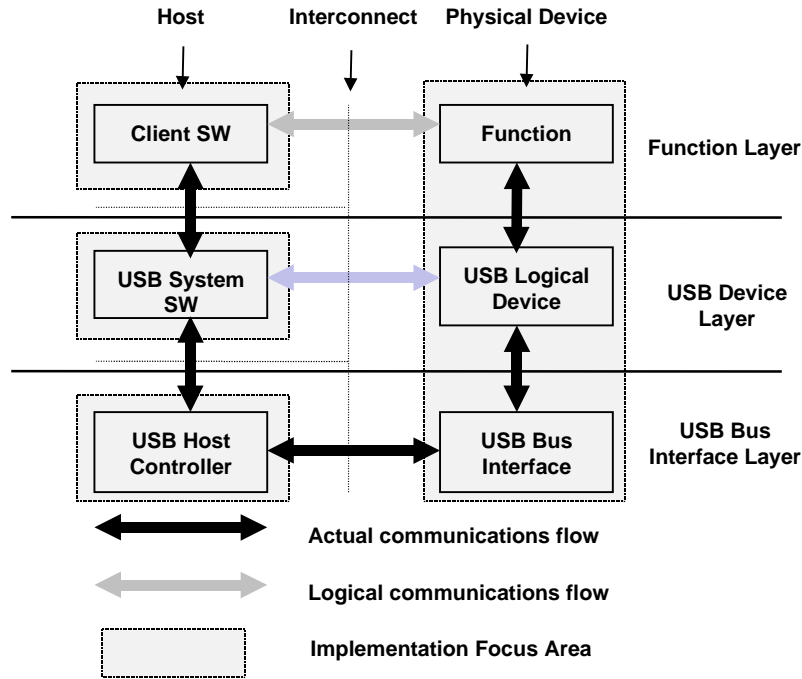 Host
Interconnect
Physical Device
Client SW
Function
Function Layer
USB System
SW
USB Logical
Device
USB Device
Layer
USB Host
Controller
USB Bus
Interface
USB Bus
Interface Layer
Actual communications flow
Logical communications flow
Implementation Focus Area